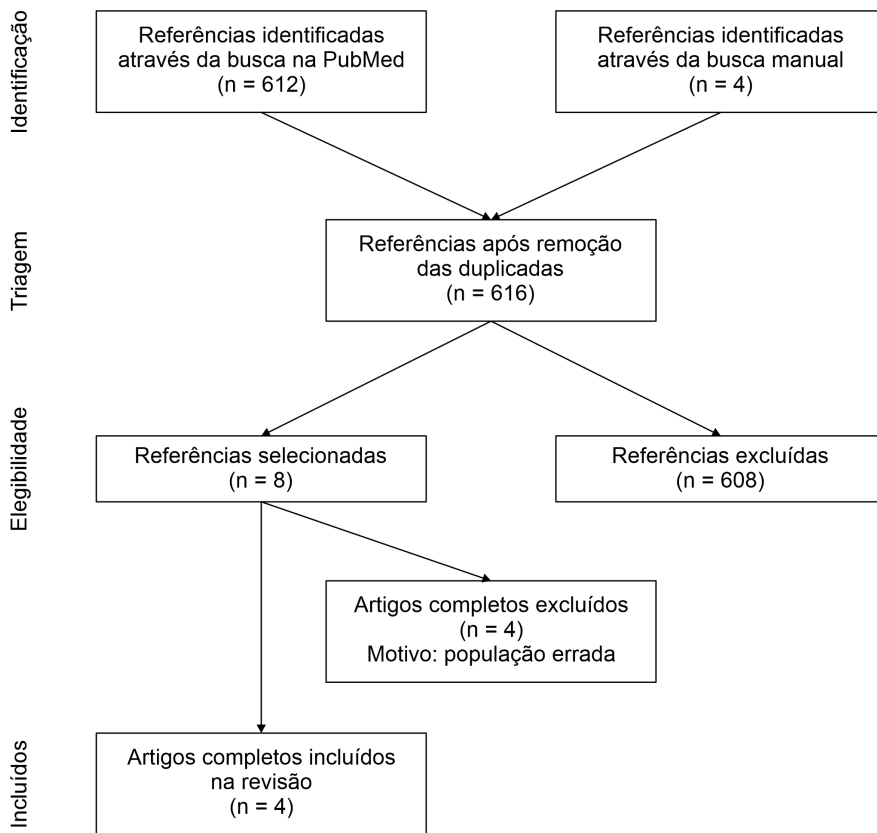 Identificação
Referências identificadas
através da busca na PubMed
(n = 612)
Referências identificadas
através da busca manual
(n = 4)
Triagem
Referências após remoção
das duplicadas
(n = 616)
Elegibilidade
Referências selecionadas
(n = 8)
Referências excluídas
(n = 608)
Artigos completos excluídos
(n = 4)
Motivo: população errada
Incluídos
Artigos completos incluídos
na revisão
(n = 4)